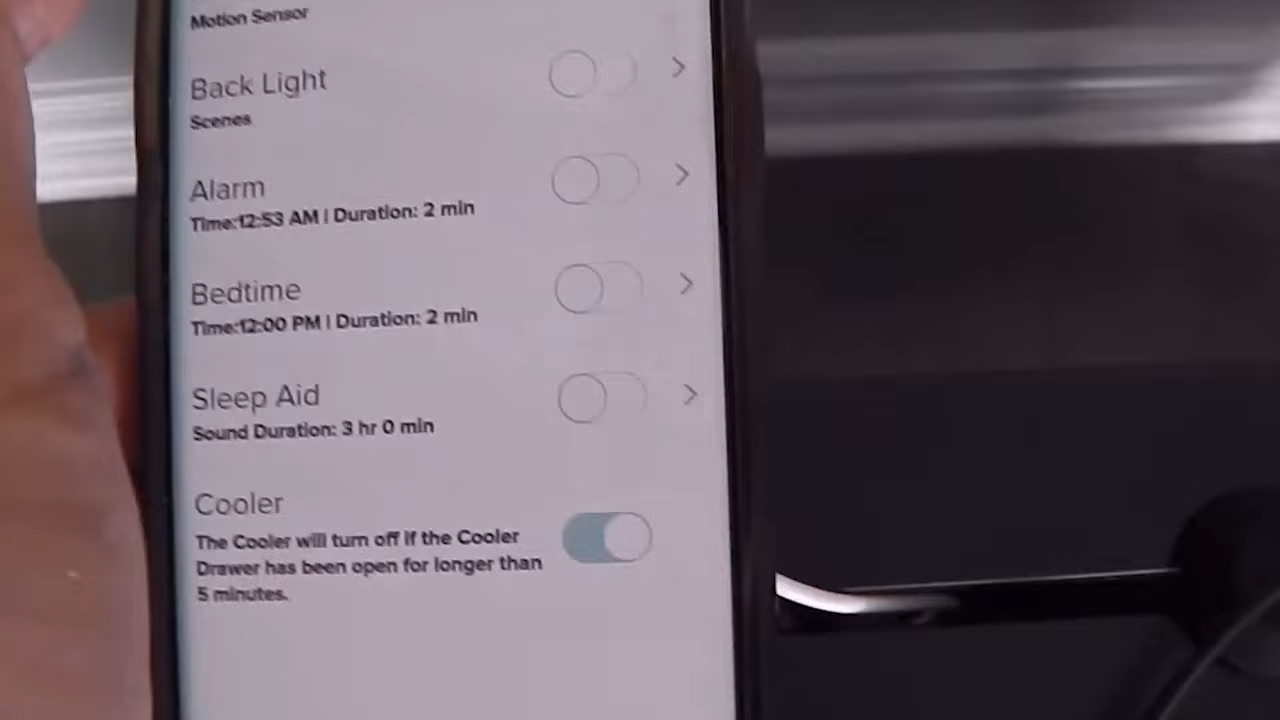 Motion Sensor
Back Light
Scenes
Alarm
Time:12:53 AM | Duration: 2 min
Bedtime
Time:12:00 PM | Duration: 2 min
Sleep Aid
Sound Duration: 3 hr 0 min
Cooler
The Cooler will turn off if the Cooler
Drawer has been open for longer than
5 minutes.